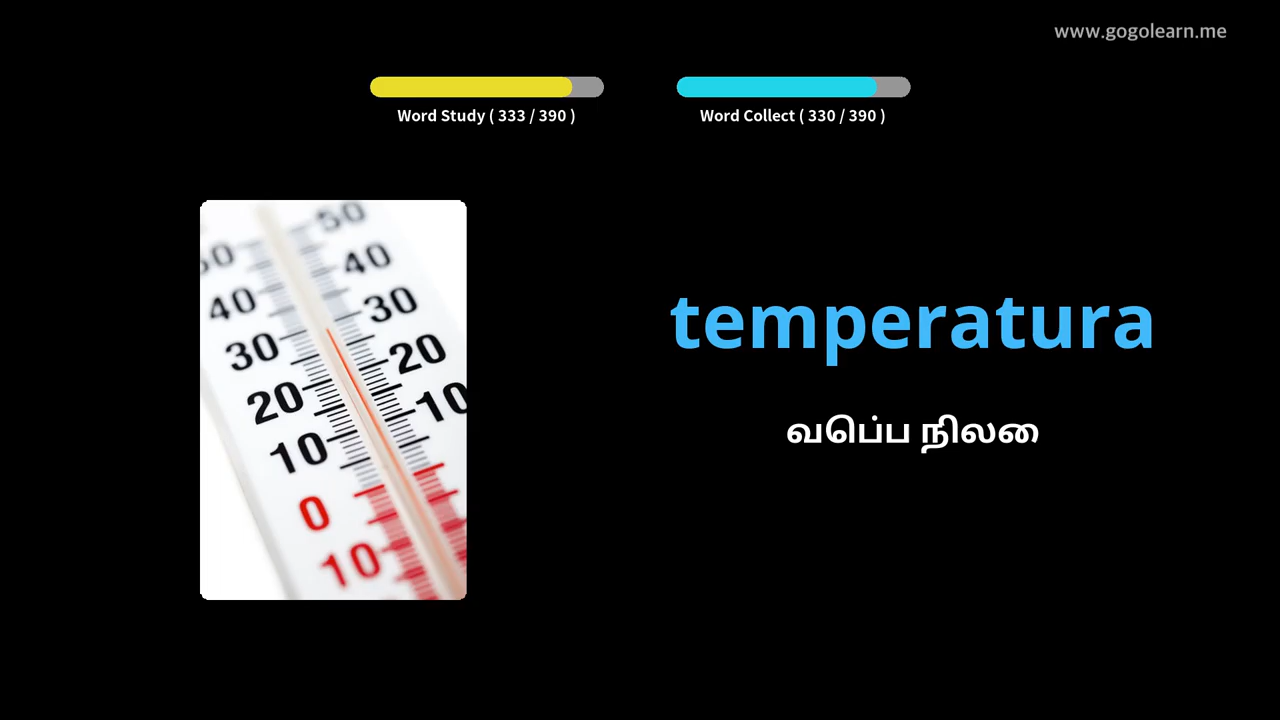 www.gogolearn.me
Word Study ( 333 / 390 )
Word Collect ( 330 / 390 )
50
50 40
40 30
30 20
20 10
10
0
10
temperatura
வெப்ப நிலை